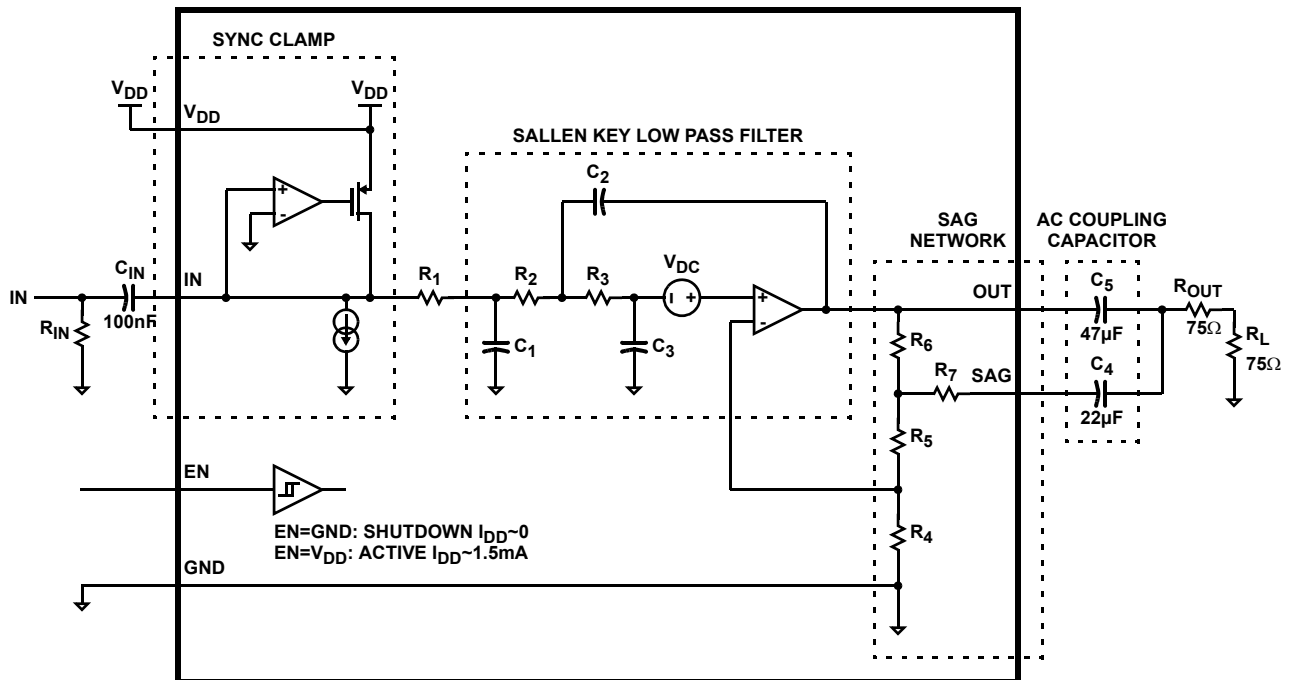 SYNC CLAMP
VDD
VDD
VDD
SALLEN KEY LOW PASS FILTER
C2
+
-
SAG
NETWORK
AC COUPLING
CAPACITOR
CIN
IN
IN
100nF
RIN
R1
R2
R3
VDC
- +
+
-
C1
C3
OUT
C5
47µF
ROUT
75Ω
RL
75Ω
R6
R7
SAG
C4
22µF
R5
EN
EN=GND: SHUTDOWN IDD~0
EN=VDD: ACTIVE IDD~1.5mA
R4
GND